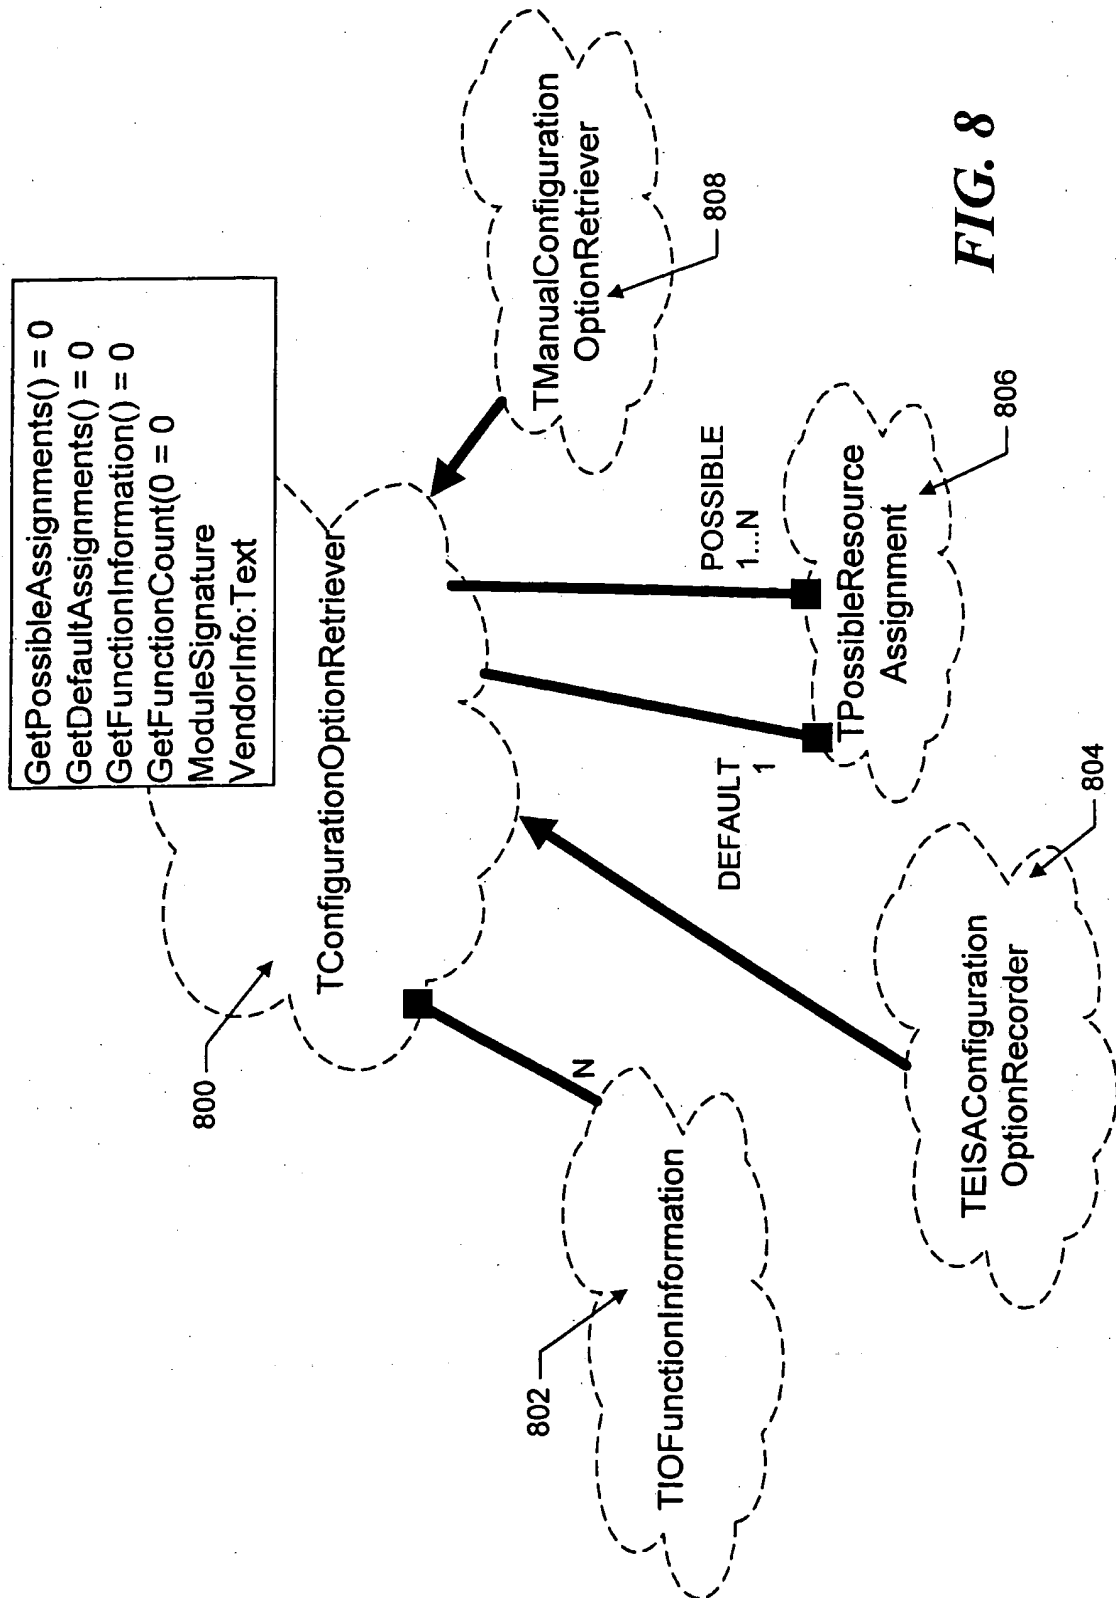 GetPossibleAssignments() = 0
GetDefaultAssignments() = 0
GetFunctionInformation() = 0
GetFunctionCount(0 = 0
ModuleSignature
VendorInfo:Text
TConfigurationOptionRetriever
800
N
802
TIOFunctionInformation
DEFAULT
1
POSSIBLE
1...N
TManualConfiguration
OptionRetriever
808
TPossibleResource
Assignment
806
TEISAConfiguration
OptionRecorder
804
FIG. 8